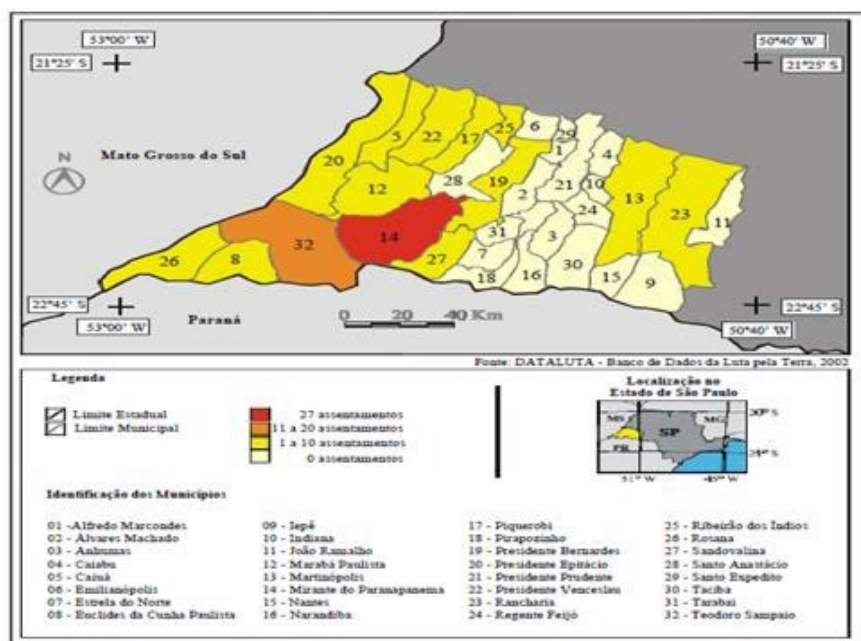 53°00' W
50°40' W
21°25' S
21°25' S
6
25
29
5
22
17
1
4
20
28
19
12
21
10
2
13
24
23
11
14
31
3
32
7
27
26
8
18
16
30
15
9
22°45' S
22°45' S
53°00' W
Paraná
0 20 40 Km
50°40' W
Mato Grosso do Sul
N
Fonte: DATALUTA - Banco de Dados da Luta pela Terra, 2002
Legenda
Limite Estadual
Limite Municipal
27 assentamentos
11 a 20 assentamentos
1 a 10 assentamentos
0 assentamentos
Localização no
Estado de São Paulo
MS
MG
SP
PR
51° W
Identificação dos Municípios
01 -Alfredo Marcondes
02 - Álvares Machado
03 - Anhumas
04 - Caiabu
05 - Caiuá
06 - Emilianópolis
07 - Estrela do Norte
08 - Euclides da Cunha Paulista
09 - Iepê
10 - Indiana
11 - João Ramalho
12 - Marabá Paulista
13 - Martinópolis
14 - Mirante do Paranapanema
15 - Nantes
16 - Narandiba
17 - Piquerobi
18 - Pirapozinho
19 - Presidente Bernardes
20 - Presidente Epitácio
21 - Presidente Prudente
22 - Presidente Venceslau
23 - Rancharia
24 - Regente Feijó
25 - Ribeirão dos Índios
26 - Rosana
27 - Sandovalina
28 - Santo Anastácio
29 - Santo Expedito
30 - Taciba
31 - Tarabai
32 - Teodoro Sampaio